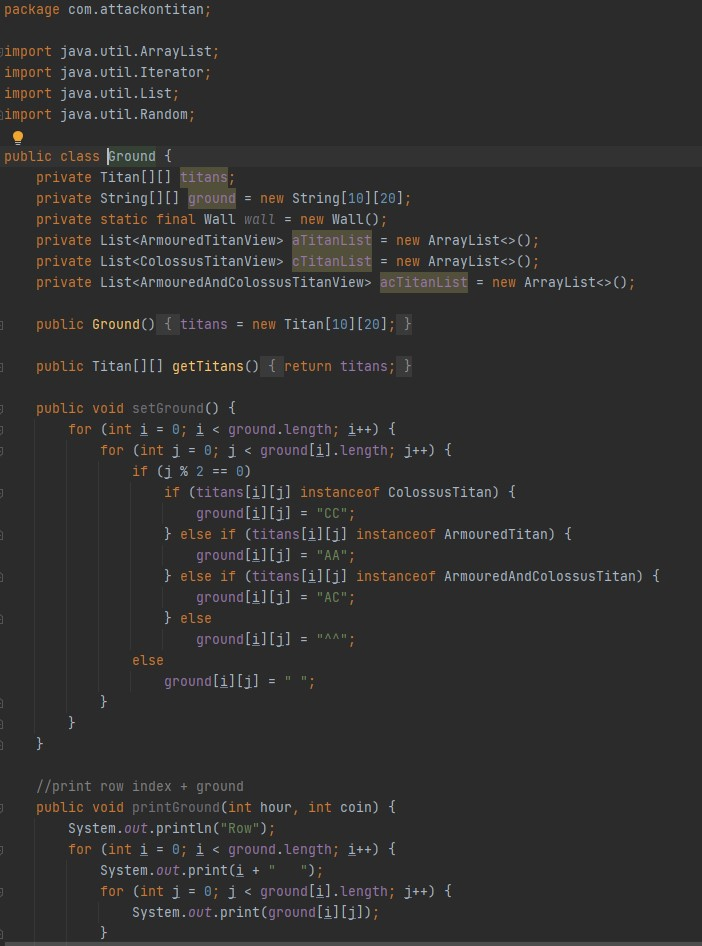 package com.attackontitan;
import java.util.ArrayList;
import java.util.Iterator;
import java.util.List;
import java.util.Random;
public class Ground {
    private Titan[][] titans;
    private String[][] ground = new String[10][20];
    private static final Wall wall = new Wall();
    private List<ArmouredTitanView> aTitanList = new ArrayList<>();
    private List<ColossusTitanView> cTitanList = new ArrayList<>();
    private List<ArmouredAndColossusTitanView> acTitanList = new ArrayList<>();
    public Ground() { titans = new Titan[10][20]; }
    public Titan[][] getTitans() { return titans; }
    public void setGround() {
        for (int i = 0; i < ground.length; i++) {
            for (int j = 0; j < ground[i].length; j++) {
                if (j % 2 == 0)
                    if (titans[i][j] instanceof ColossusTitan) {
                        ground[i][j] = "CC";
                    } else if (titans[i][j] instanceof ArmouredTitan) {
                        ground[i][j] = "AA";
                    } else if (titans[i][j] instanceof ArmouredAndColossusTitan) {
                        ground[i][j] = "AC";
                    } else
                        ground[i][j] = "^^";
                else
                    ground[i][j] = " ";
            }
        }
    }
    //print row index + ground
    public void printGround(int hour, int coin) {
        System.out.println("Row");
        for (int i = 0; i < ground.length; i++) {
            System.out.print(i + "   ");
            for (int j = 0; j < ground[i].length; j++) {
                System.out.print(ground[i][j]);
            }